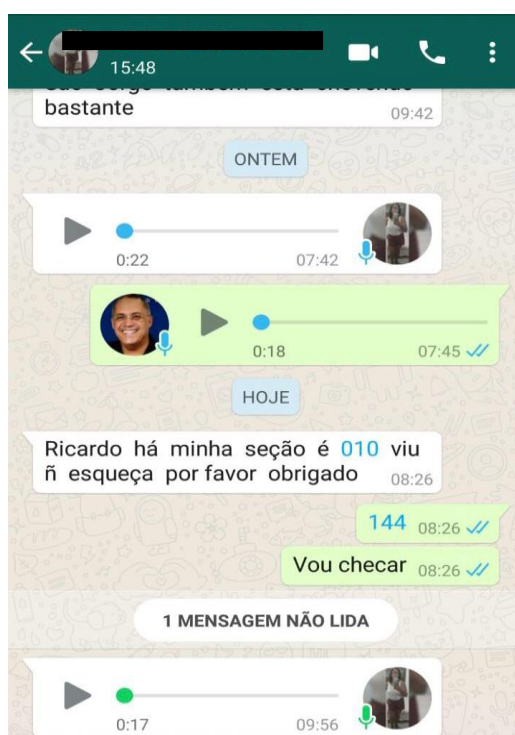 15:48
bastante
09:42
ONTEM
0:22 07:42
0:18 07:45
HOJE
Ricardo há minha seção é 010 viu
ñ esqueça por favor obrigado 08:26
144 08:26
Vou checar 08:26
1 MENSAGEM NÃO LIDA
0:17 09:56